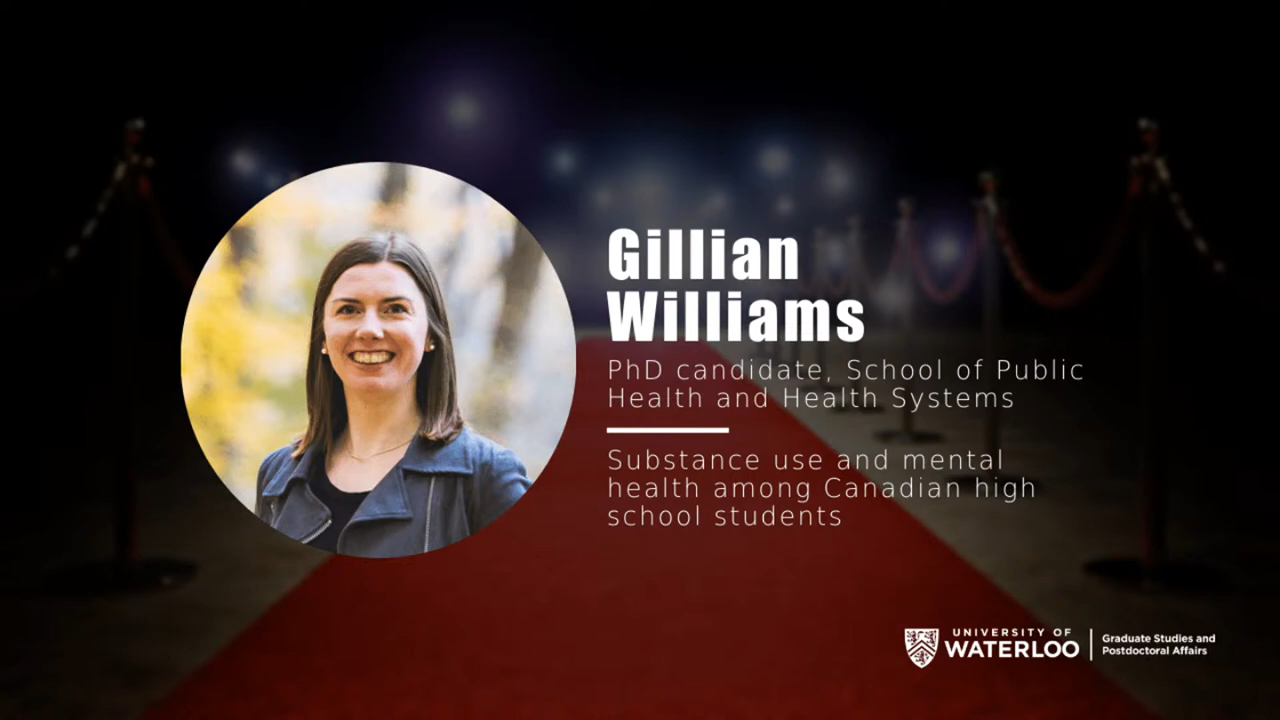 Gillian
Williams
PhD candidate, School of Public
Health and Health Systems
Substance use and mental
health among Canadian high
school students
UNIVERSITY OF
WATERLOO
Graduate Studies and
Postdoctoral Affairs